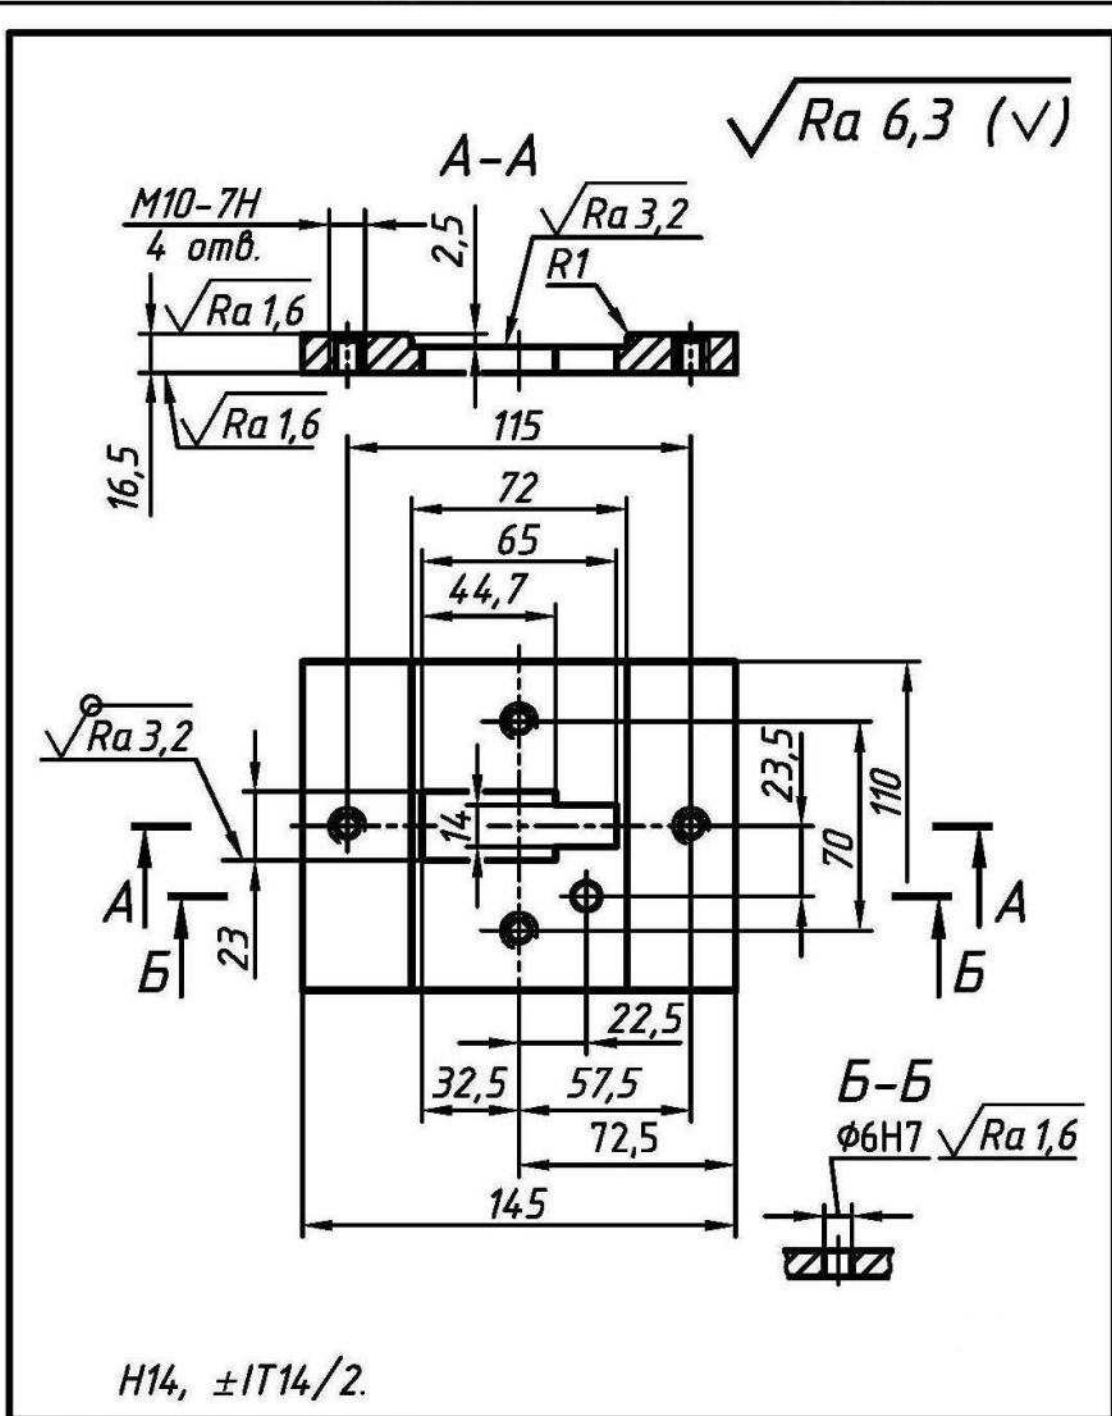 Ra 6,3 (√)
А-А
М10-7Н
4 отв.
2,5
Ra 3,2
R1
Ra 1,6
Ra 1,6
16,5
115
72
65
44,7
Ra 3,2
23
14
23,5
70
110
А
А
Б
Б
22,5
32,5
57,5
72,5
145
Б-Б
ϕ6H7
Ra 1,6
H14, ±IT14/2.